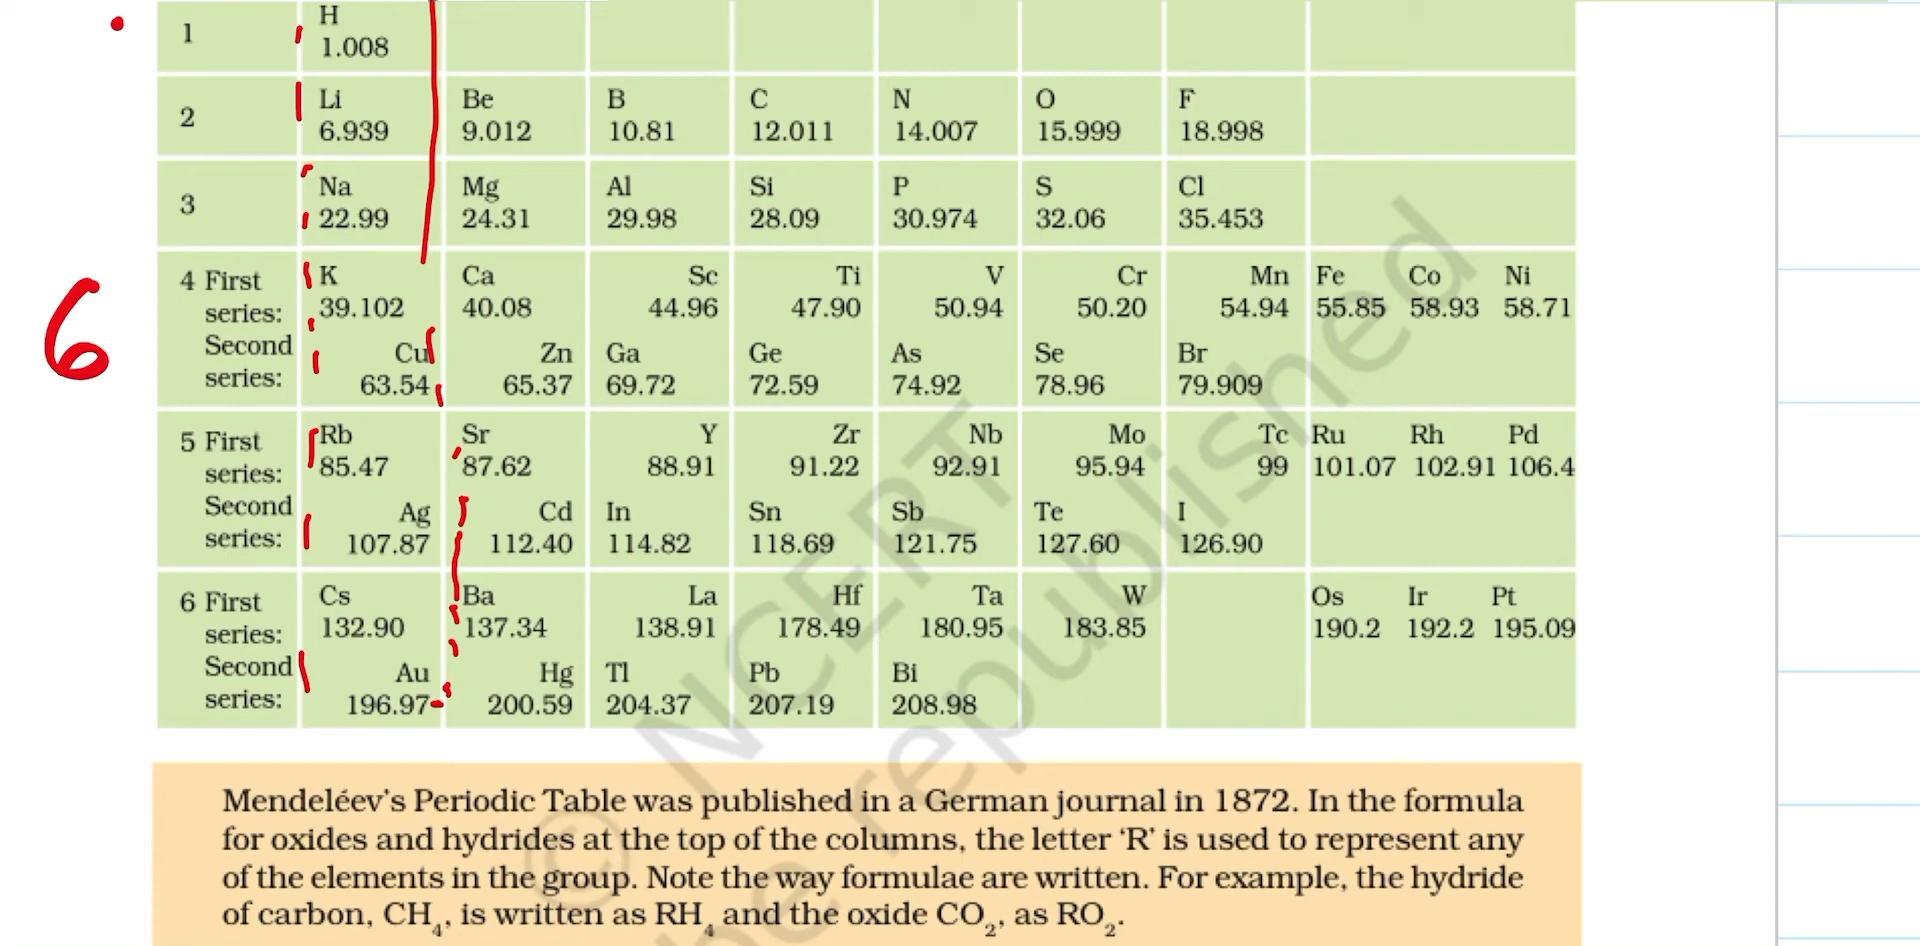 1 H
1.008
2 Li Be B C N O F
6.939 9.012 10.81 12.011 14.007 15.999 18.998
3 Na Mg Al Si P S Cl
22.99 24.31 29.98 28.09 30.974 32.06 35.453
4 First K Ca Sc Ti V Cr Mn Fe Co Ni
series: 39.102 40.08 44.96 47.90 50.94 50.20 54.94 55.85 58.93 58.71
Second Cu Zn Ga Ge As Se Br
series: 63.54 65.37 69.72 72.59 74.92 78.96 79.909
6
5 First Rb Sr Y Zr Nb Mo Tc Ru Rh Pd
series: 85.47 87.62 88.91 91.22 92.91 95.94 99 101.07 102.91 106.4
Second Ag Cd In Sn Sb Te I
series: 107.87 112.40 114.82 118.69 121.75 127.60 126.90
6 First Cs Ba La Hf Ta W Os Ir Pt
series: 132.90 137.34 138.91 178.49 180.95 183.85 190.2 192.2 195.09
Second Au Hg Tl Pb Bi
series: 196.97 200.59 204.37 207.19 208.98
© NCERT
be republished
Mendeléev's Periodic Table was published in a German journal in 1872. In the formula
for oxides and hydrides at the top of the columns, the letter ‘R’ is used to represent any
of the elements in the group. Note the way formulae are written. For example, the hydride
of carbon, CH₄, is written as RH₄ and the oxide CO₂, as RO₂.